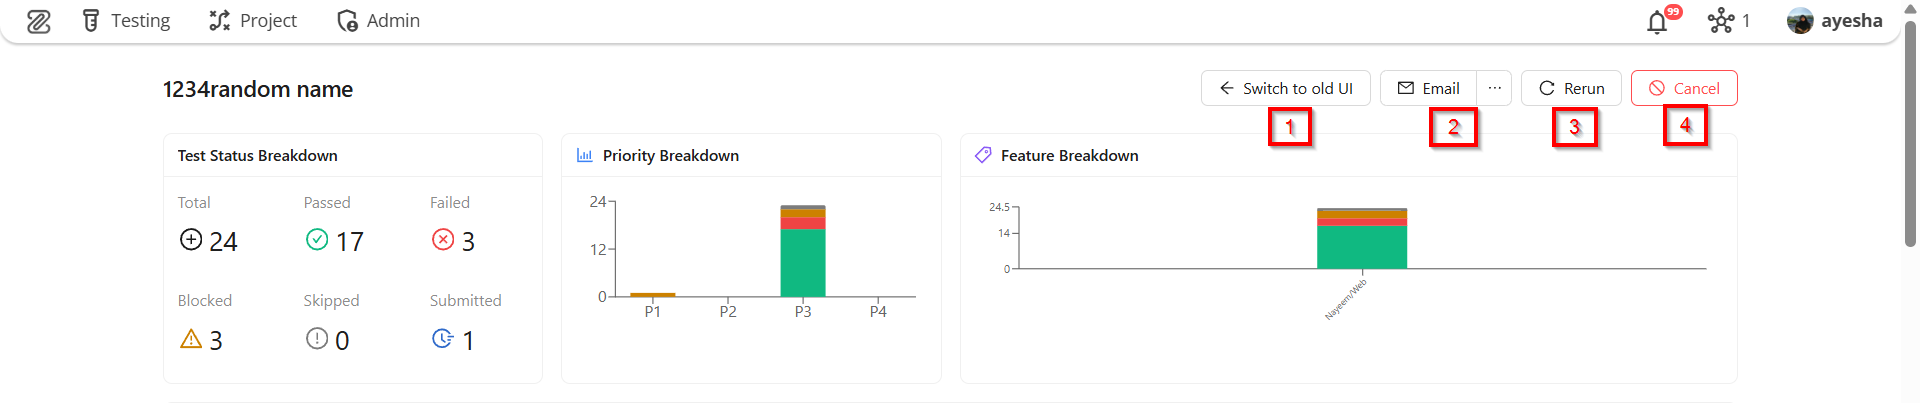 Testing
Project
Admin
99
1
ayesha
1234random name
Switch to old UI
Email
...
Rerun
Cancel
1
2
3
4
Test Status Breakdown
Total
Passed
Failed
24
17
3
Blocked
Skipped
Submitted
3
0
1
Priority Breakdown
24
12
0
P1
P2
P3
P4
Feature Breakdown
24.5
14
0
Nayeem/Web